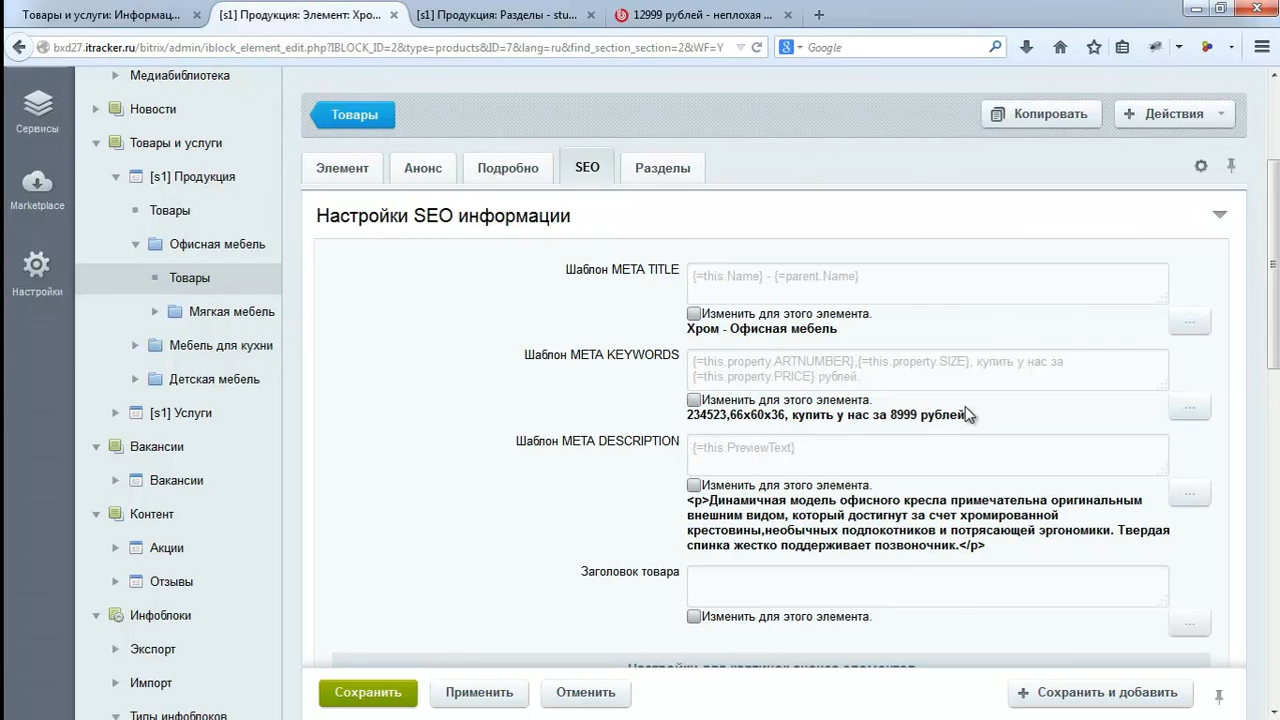 Товары и услуги: Информац...
[s1] Продукция: Элемент: Хро...
[s1] Продукция: Разделы - stu...
12999 рублей - неплохая ...
bxd27.itracker.ru/bitrix/admin/iblock_element_edit.php?IBLOCK_ID=2&type=products&ID=7&lang=ru&find_section_section=2&WF=Y
Google
Сервисы
Marketplace
Настройки
Медиабиблиотека
Новости
Товары и услуги
[s1] Продукция
Товары
Офисная мебель
Товары
Мягкая мебель
Мебель для кухни
Детская мебель
[s1] Услуги
Вакансии
Вакансии
Контент
Акции
Отзывы
Инфоблоки
Экспорт
Импорт
Типы инфоблоков
Товары
Копировать
Действия
Элемент
Анонс
Подробно
SEO
Разделы
Настройки SEO информации
Шаблон META TITLE
{=this.Name} - {=parent.Name}
Изменить для этого элемента.
...
Хром - Офисная мебель
Шаблон META KEYWORDS
{=this.property.ARTNUMBER},{=this.property.SIZE}, купить у нас за
{=this.property.PRICE} рублей.
Изменить для этого элемента.
...
234523,66x60x36, купить у нас за 8999 рублей.
Шаблон META DESCRIPTION
{=this.PreviewText}
Изменить для этого элемента.
...
<p>Динамичная модель офисного кресла примечательна оригинальным
внешним видом, который достигнут за счет хромированной
крестовины,необычных подлокотников и потрясающей эргономики. Твердая
спинка жестко поддерживает позвоночник.</p>
Заголовок товара
Изменить для этого элемента.
...
Настройки для картинок анонса элементов
Сохранить
Применить
Отменить
Сохранить и добавить